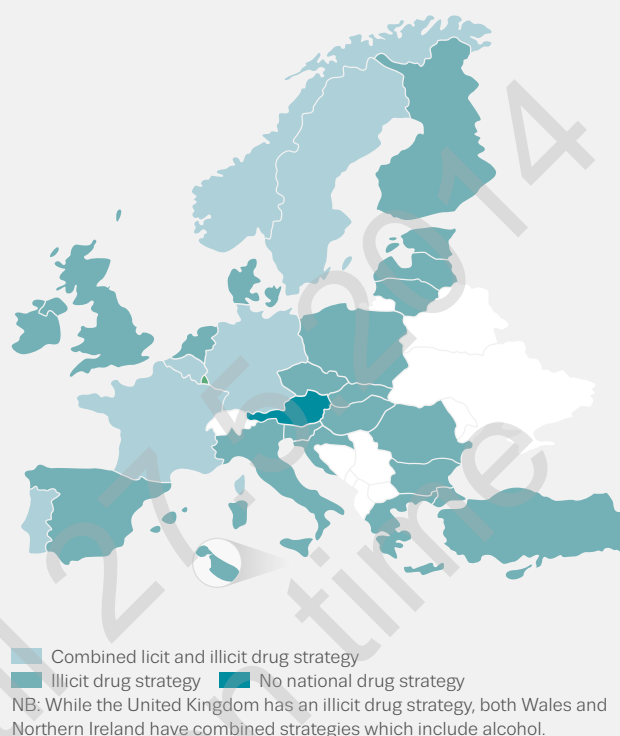 Combined licit and illicit drug strategy
Illicit drug strategy No national drug strategy
NB: While the United Kingdom has an illicit drug strategy, both Wales and
Northern Ireland have combined strategies which include alcohol.